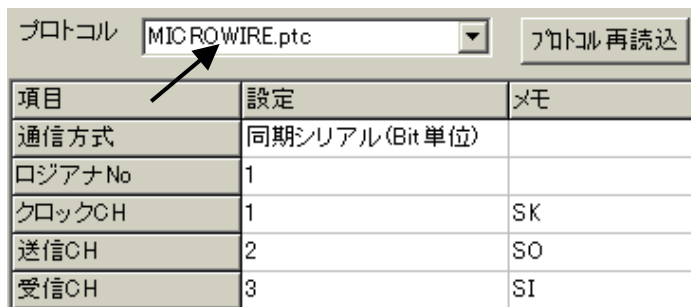 プロトコル MICROWIRE.ptc プロトコル再読込
項目 設定 メモ
通信方式 同期シリアル(Bit単位)
ロジアナNo 1
クロックCH 1 SK
送信CH 2 SO
受信CH 3 SI